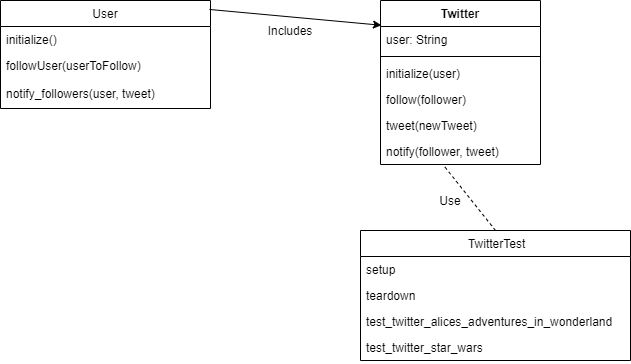 User
initialize()
followUser(userToFollow)
notify_followers(user, tweet)
Includes
Twitter
user: String
initialize(user)
follow(follower)
tweet(newTweet)
notify(follower, tweet)
Use
TwitterTest
setup
teardown
test_twitter_alices_adventures_in_wonderland
test_twitter_star_wars